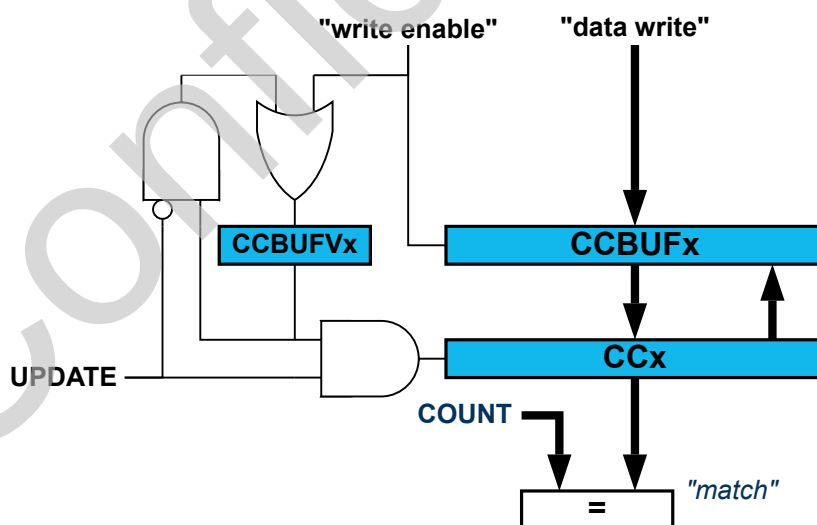 "write enable" "data write"
CCBUFVx
CCBUFx
UPDATE
CCx
COUNT
"match"
=